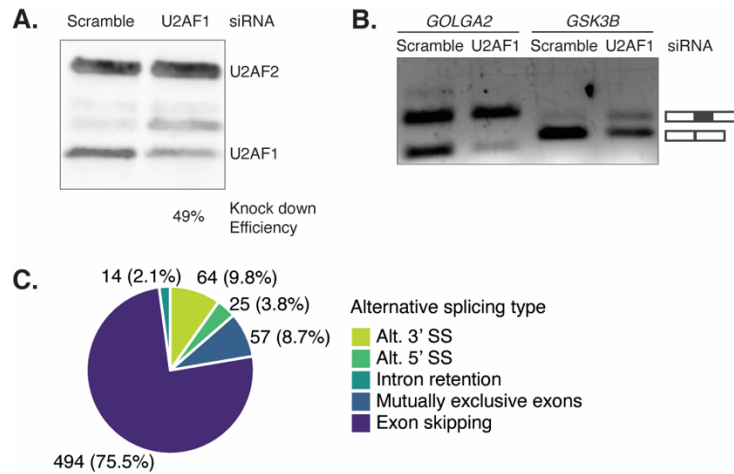 A.
Scramble U2AF1 siRNA
U2AF2
U2AF1
49% Knock down
Efficiency
B.
GOLGA2 GSK3B
Scramble U2AF1 Scramble U2AF1 siRNA
C.
14 (2.1%)
64 (9.8%)
25 (3.8%)
57 (8.7%)
494 (75.5%)
Alternative splicing type
Alt. 3' SS
Alt. 5' SS
Intron retention
Mutually exclusive exons
Exon skipping